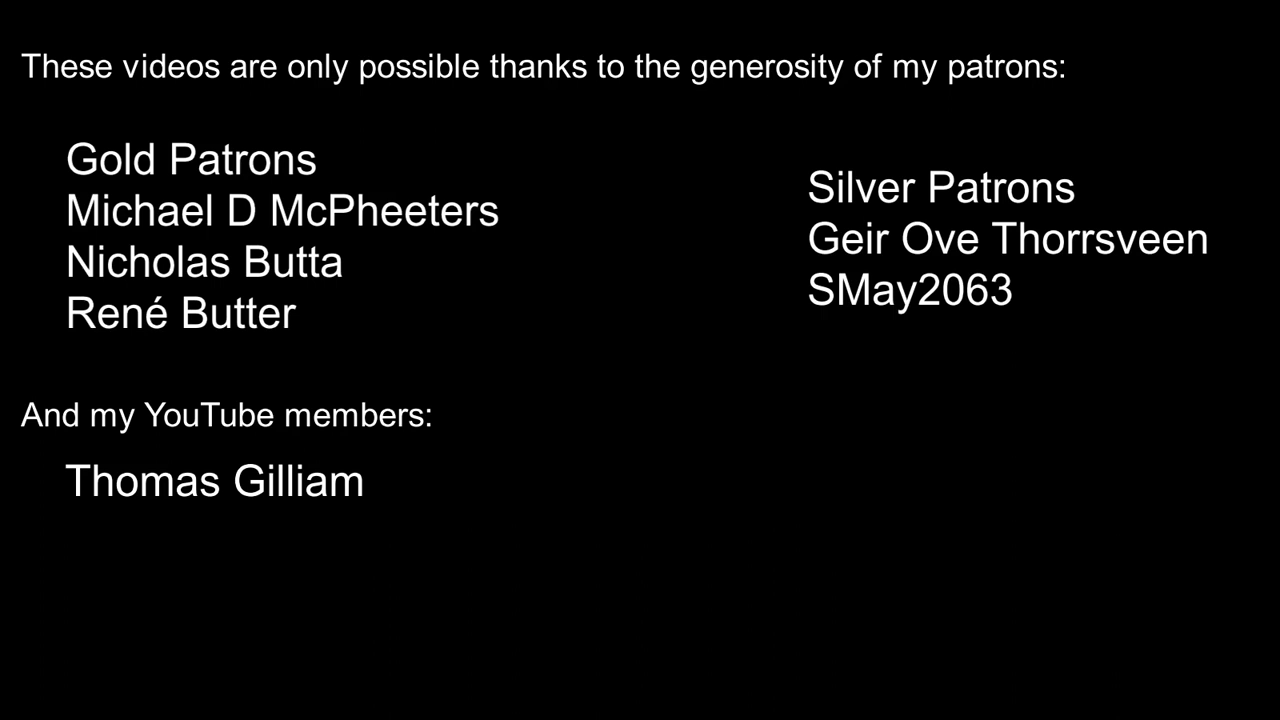 These videos are only possible thanks to the generosity of my patrons:
Gold Patrons
Michael D McPheeters
Nicholas Butta
René Butter
Silver Patrons
Geir Ove Thorrsveen
SMay2063
And my YouTube members:
Thomas Gilliam